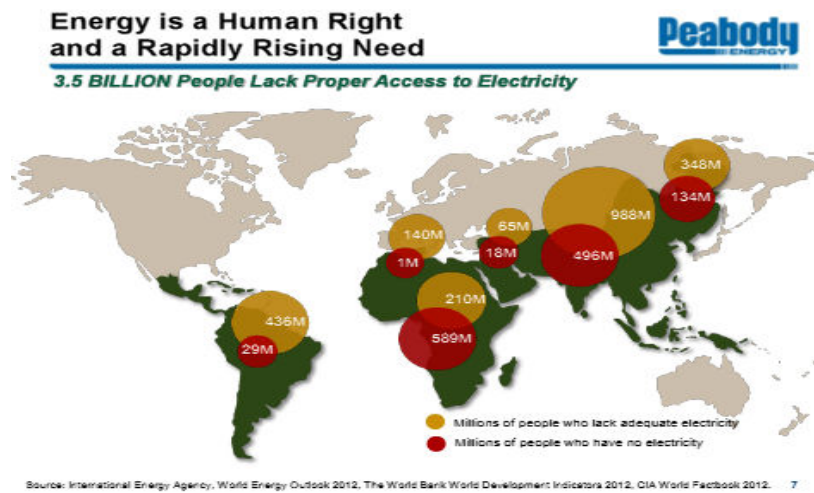 Energy is a Human Right
and a Rapidly Rising Need
Peabody
ENERGY
3.5 BILLION People Lack Proper Access to Electricity
348M
134M
988M
65M
140M
496M
18M
1M
210M
436M
589M
29M
Millions of people who lack adequate electricity
Millions of people who have no electricity
Source: International Energy Agency, World Energy Outlook 2012, The World Bank World Development Indicators 2012, CIA World Factbook 2012. 7